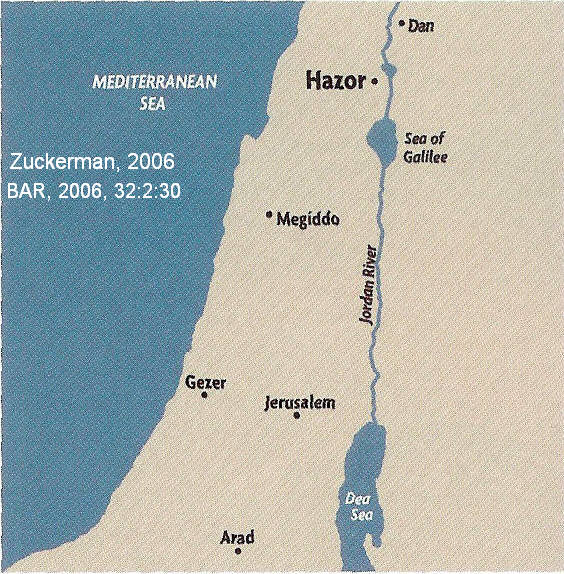 Dan
Hazor
MEDITERRANEAN
SEA
Sea of
Galilee
Zuckerman, 2006
BAR, 2006, 32:2:30
Megiddo
Jordan River
Gezer
Jerusalem
Dea
Sea
Arad